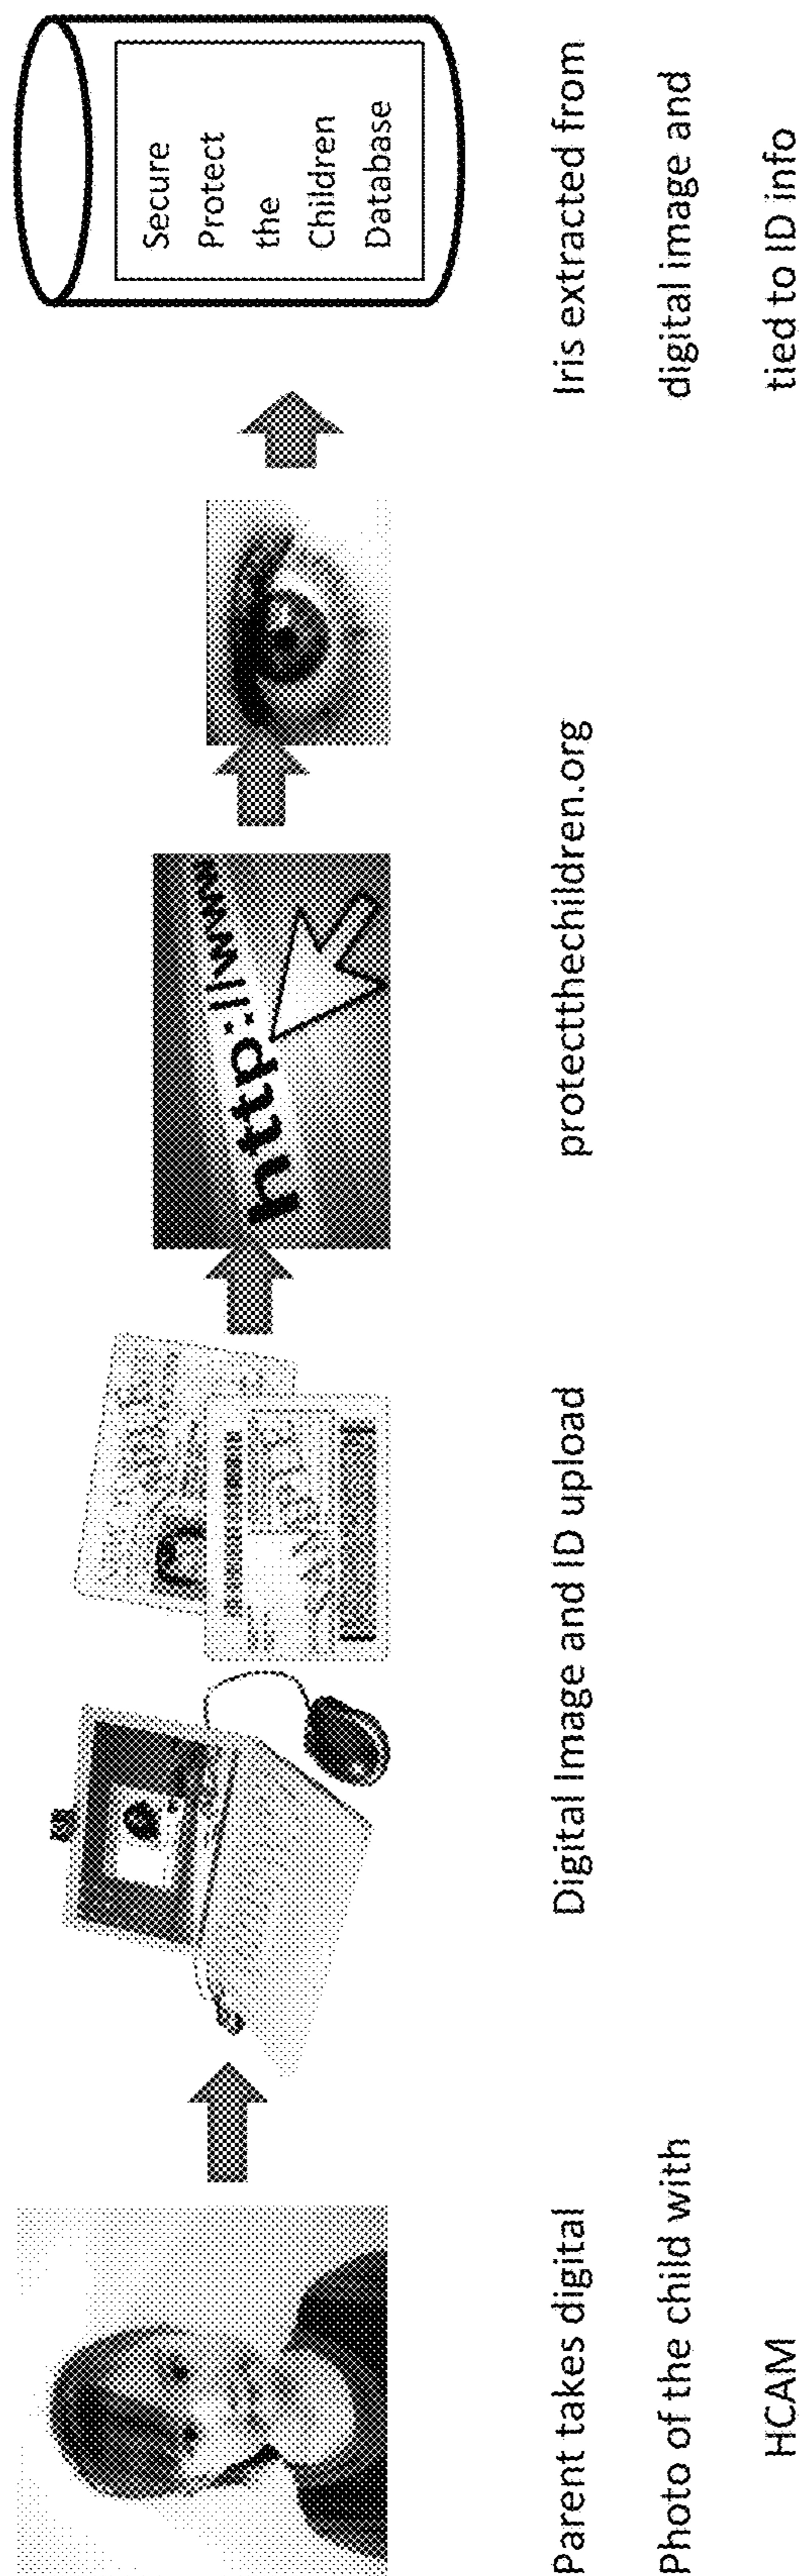 Parent takes digital
Photo of the child with
HCAM
Digital Image and ID upload
http://www
protectthechildren.org
Iris extracted from
digital image and
tied to ID info
Secure
Protect
the
Children
Database